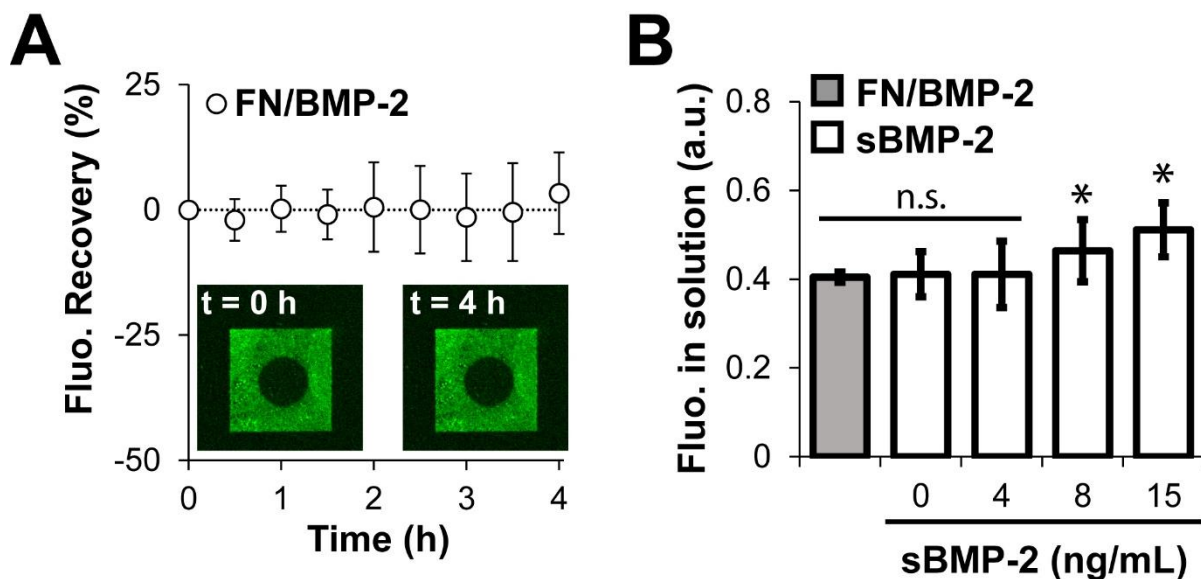 A
Fluo. Recovery (%)
25
0
-25
-50
FN/BMP-2
t = 0 h
t = 4 h
0 1 2 3 4
Time (h)
B
Fluo. in solution (a.u.)
0.8
0.6
0.4
0.2
0
FN/BMP-2
sBMP-2
n.s.
* *
0 4 8 15
sBMP-2 (ng/mL)